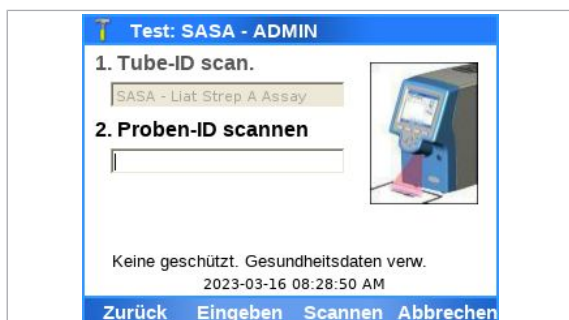 Test: SASA - ADMIN
1. Tube-ID scan.
SASA - Liat Strep A Assay
2. Proben-ID scannen
Keine geschützt. Gesundheitsdaten verw.
2023-03-16 08:28:50 AM
Zurück Eingeben Scannen Abbrechen